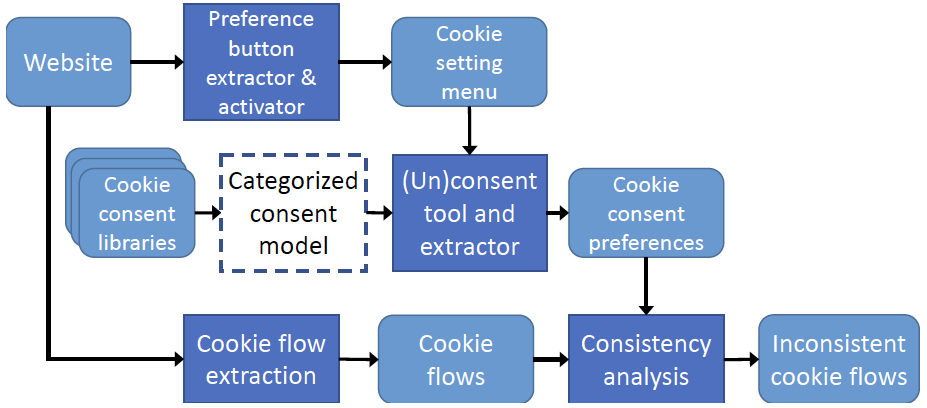 Website
Preference
button
extractor &
activator
Cookie
setting
menu
Cookie
consent
libraries
Categorized
consent
model
(Un)consent
tool and
extractor
Cookie
consent
preferences
Cookie flow
extraction
Cookie
flows
Consistency
analysis
Inconsistent
cookie flows